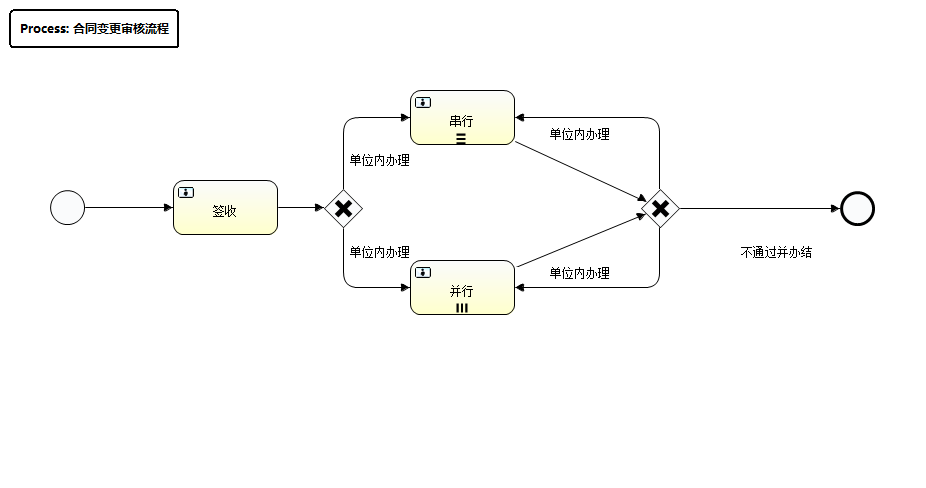 Process: 合同变更审核流程
串行
单位内办理
单位内办理
签收
单位内办理
不通过并办结
单位内办理
并行